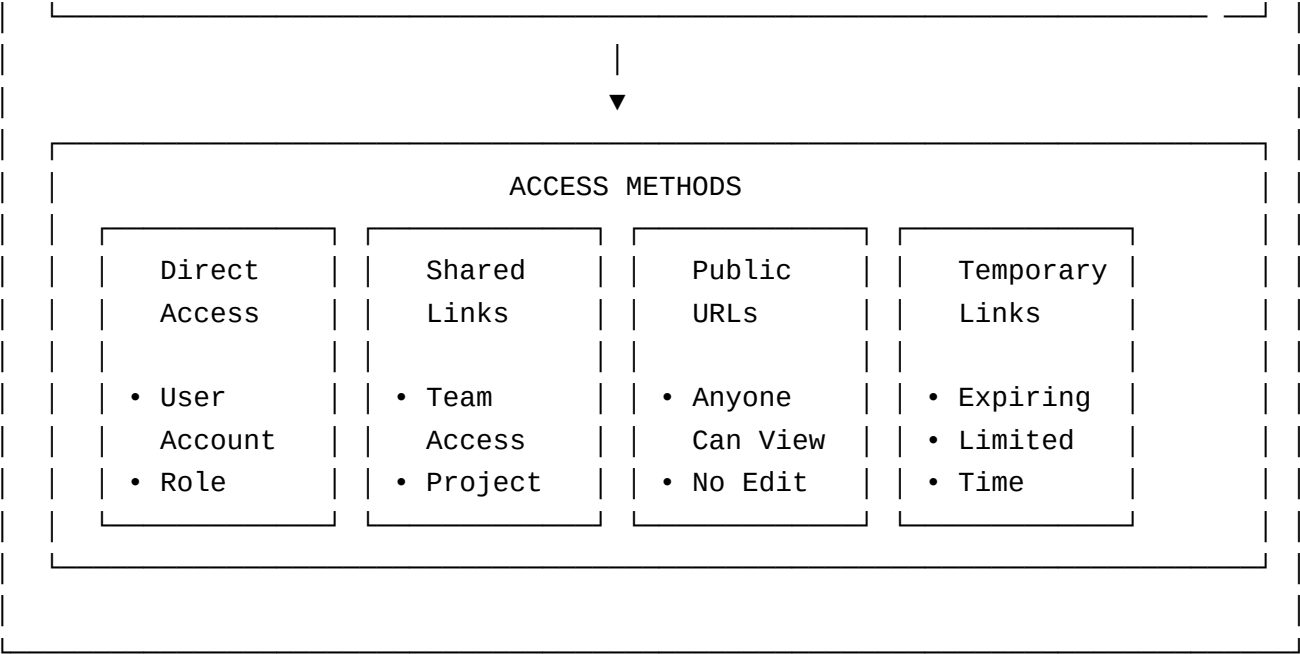 ACCESS METHODS
Direct Shared Public Temporary
Access Links URLs Links
• User • Team • Anyone • Expiring
Account Access Can View • Limited
• Role • Project • No Edit • Time